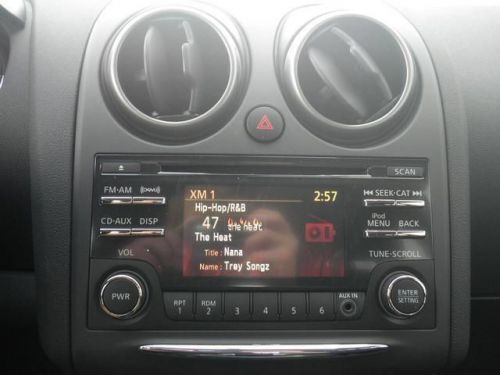 SCAN
FM·AM
SEEK·CAT
XM 1 2:57
Hip-Hop/R&B
47 the heat
The Heat
Title : Nana
Name : Trey Songz
iPod
MENU BACK
CD·AUX DISP
VOL
TUNE·SCROLL
PWR
RPT
1
RDM
2
3 4 5 6
AUX IN
ENTER
SETTING